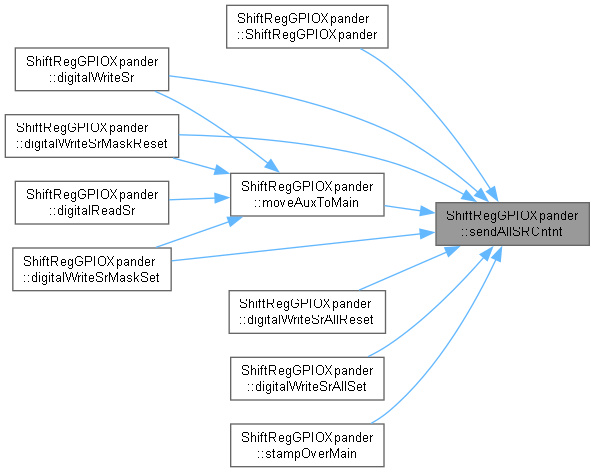 ShiftRegGPIOXpander
::ShiftRegGPIOXpander
ShiftRegGPIOXpander
::digitalWriteSr
ShiftRegGPIOXpander
::digitalWriteSrMaskReset
ShiftRegGPIOXpander
::moveAuxToMain
ShiftRegGPIOXpander
::digitalReadSr
ShiftRegGPIOXpander
::sendAllSRCntnt
ShiftRegGPIOXpander
::digitalWriteSrMaskSet
ShiftRegGPIOXpander
::digitalWriteSrAllReset
ShiftRegGPIOXpander
::digitalWriteSrAllSet
ShiftRegGPIOXpander
::stampOverMain